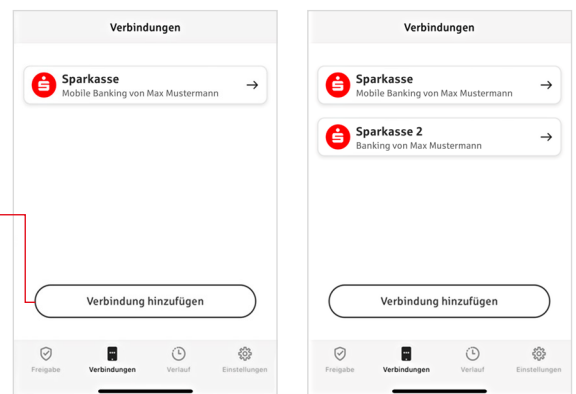 Verbindungen
Sparkasse
Mobile Banking von Max Mustermann
Verbindung hinzufügen
Freigabe
Verbindungen
Verlauf
Einstellungen
Verbindungen
Sparkasse
Mobile Banking von Max Mustermann
Sparkasse 2
Banking von Max Mustermann
Verbindung hinzufügen
Freigabe
Verbindungen
Verlauf
Einstellungen